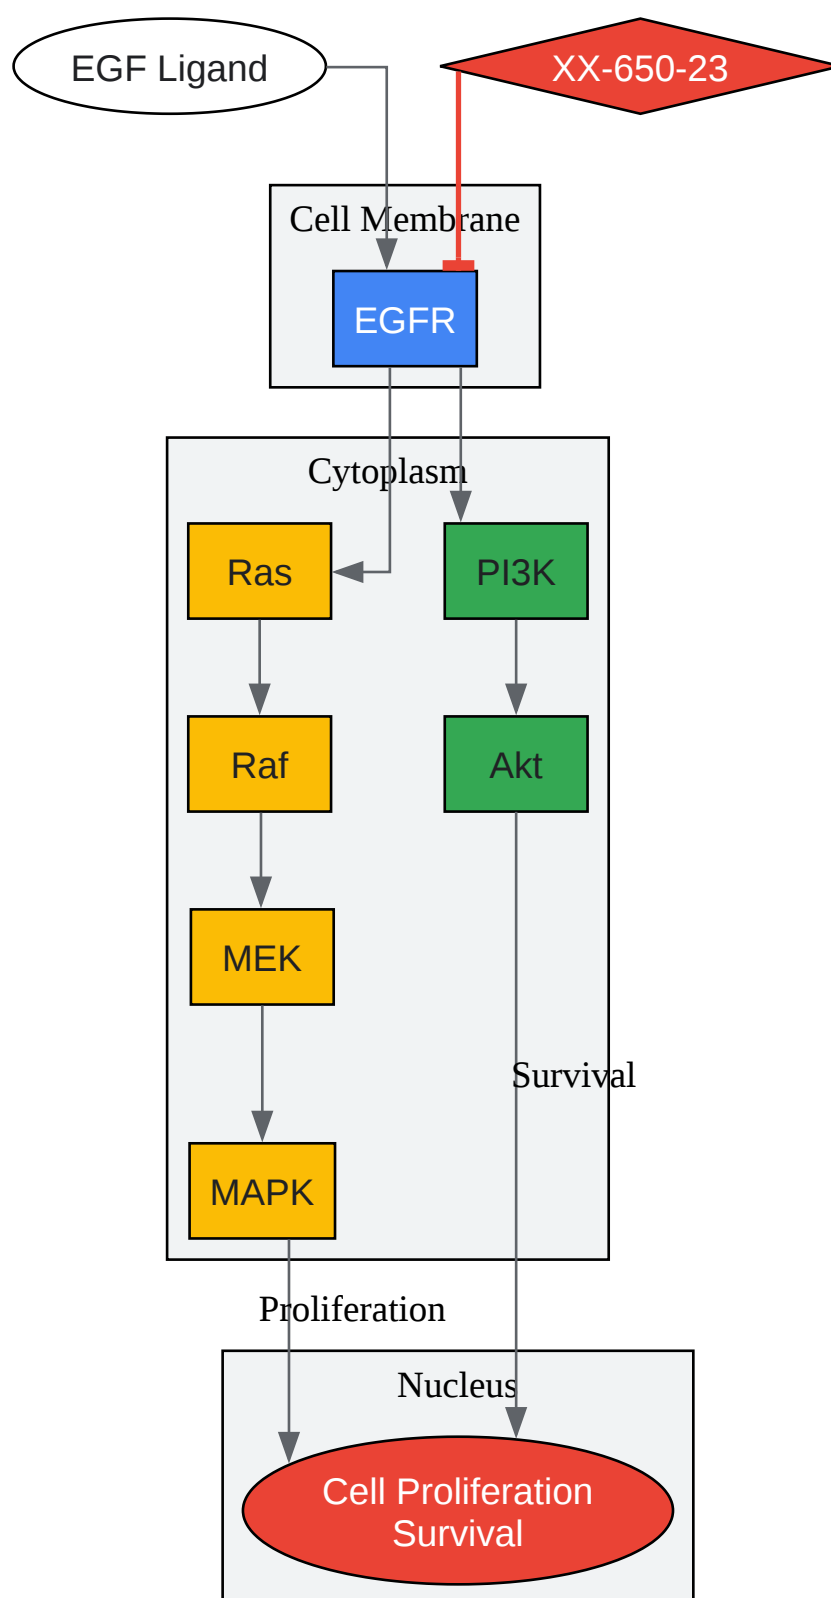 EGF Ligand
XX-650-23
Cell Membrane
EGFR
Cytoplasm
Ras
PI3K
Raf
Akt
MEK
Survival
MAPK
Proliferation
Nucleus
Cell Proliferation
Survival